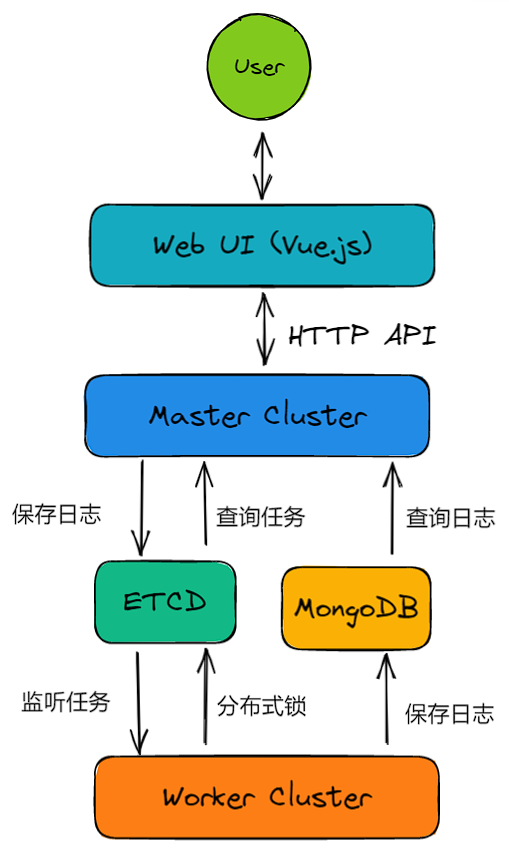 User
Web UI (Vue.js)
HTTP API
Master Cluster
保存日志
查询任务
查询日志
ETCD
MongoDB
监听任务
分布式锁
保存日志
Worker Cluster